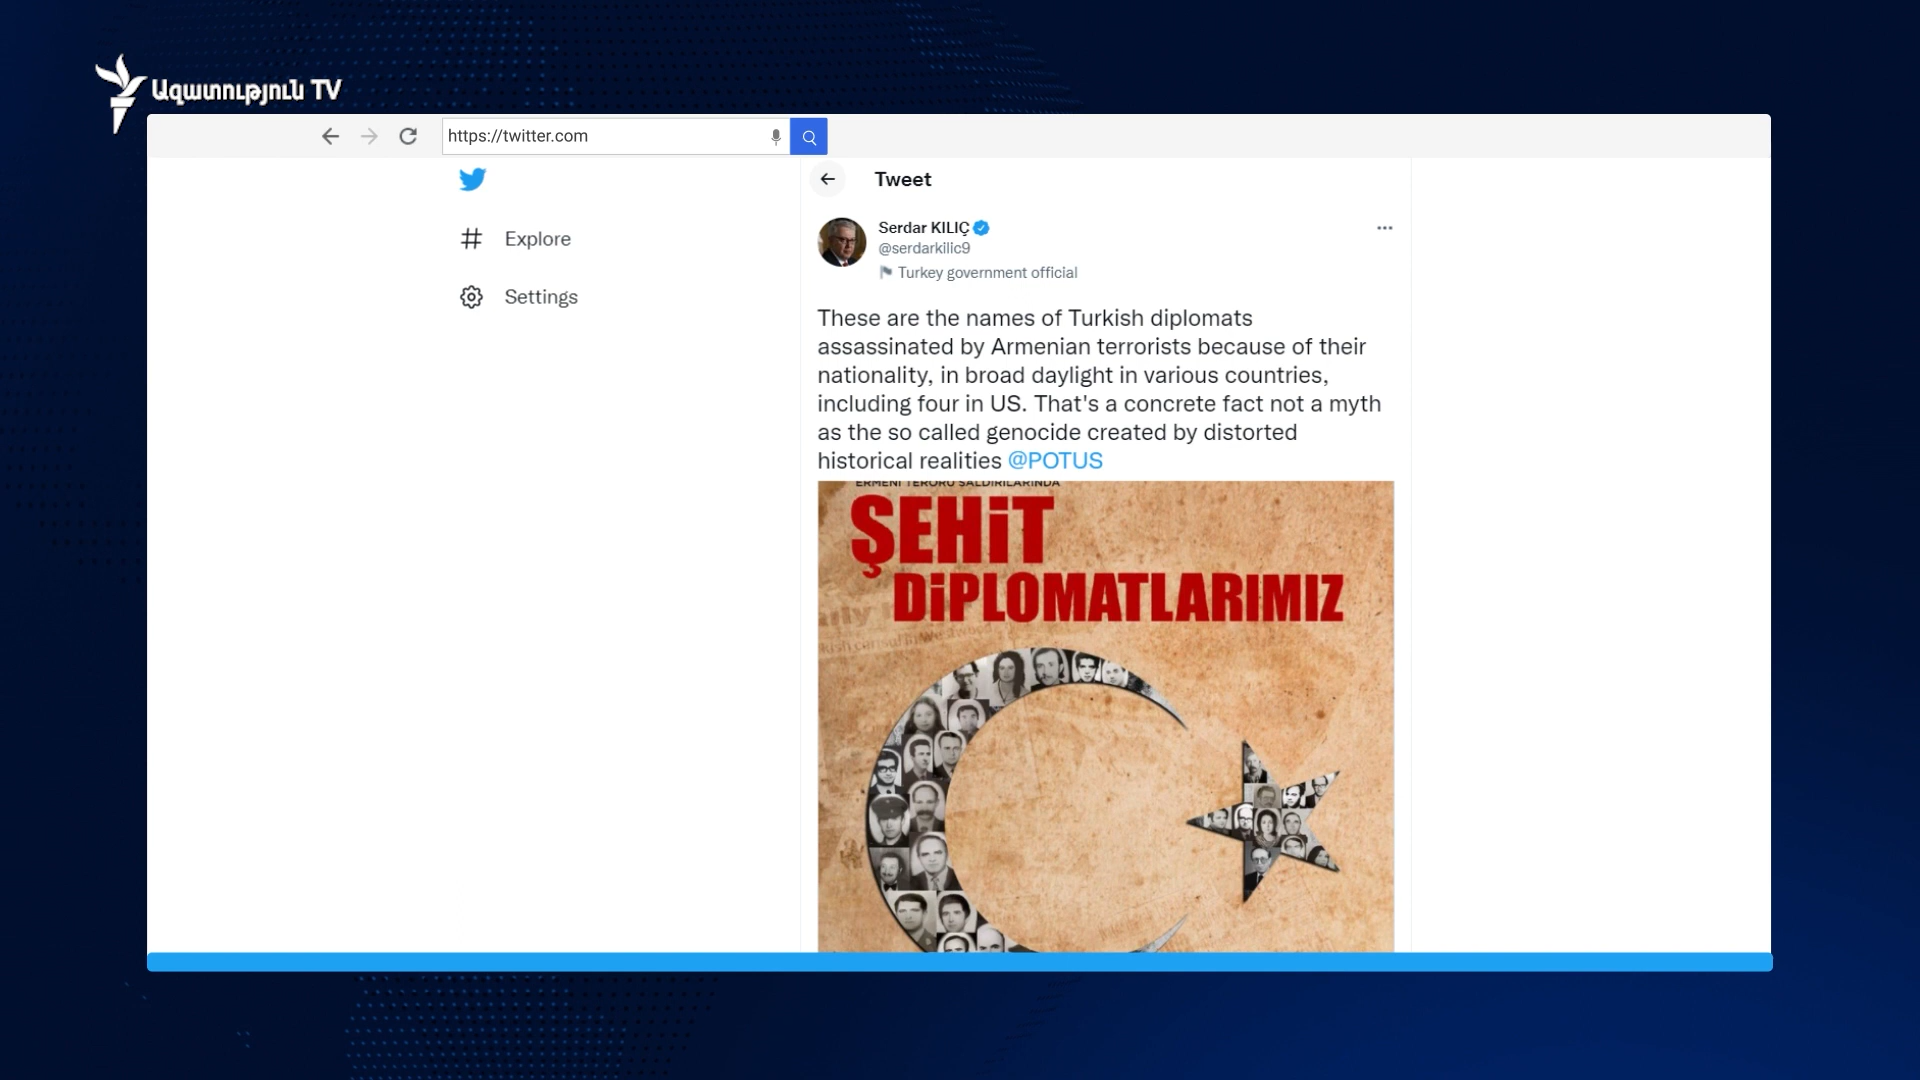 Ազատություն TV
https://twitter.com
Tweet
Explore
Settings
Serdar KILIÇ
@serdarkilic9
Turkey government official
These are the names of Turkish diplomats
assassinated by Armenian terrorists because of their
nationality, in broad daylight in various countries,
including four in US. That's a concrete fact not a myth
as the so called genocide created by distorted
historical realities @POTUS
ERMENİ TERÖRÜ SALDIRILARINDA
ŞEHİT
DİPLOMATLARIMIZ